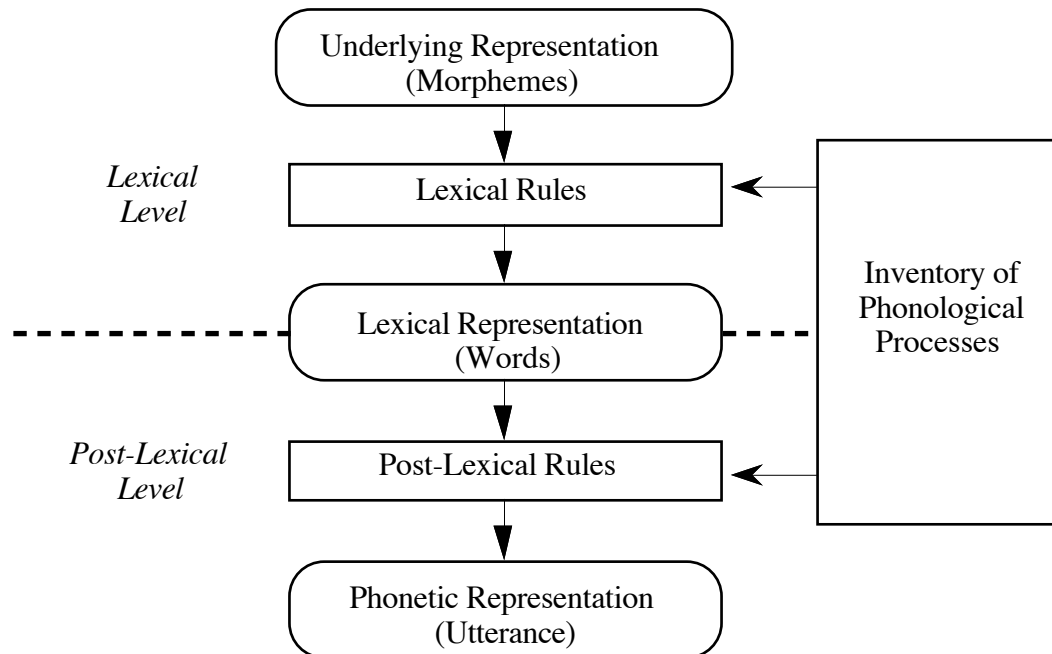 Underlying Representation
(Morphemes)
Lexical
Level
Lexical Rules
Inventory of
Phonological
Processes
Lexical Representation
(Words)
Post-Lexical
Level
Post-Lexical Rules
Phonetic Representation
(Utterance)